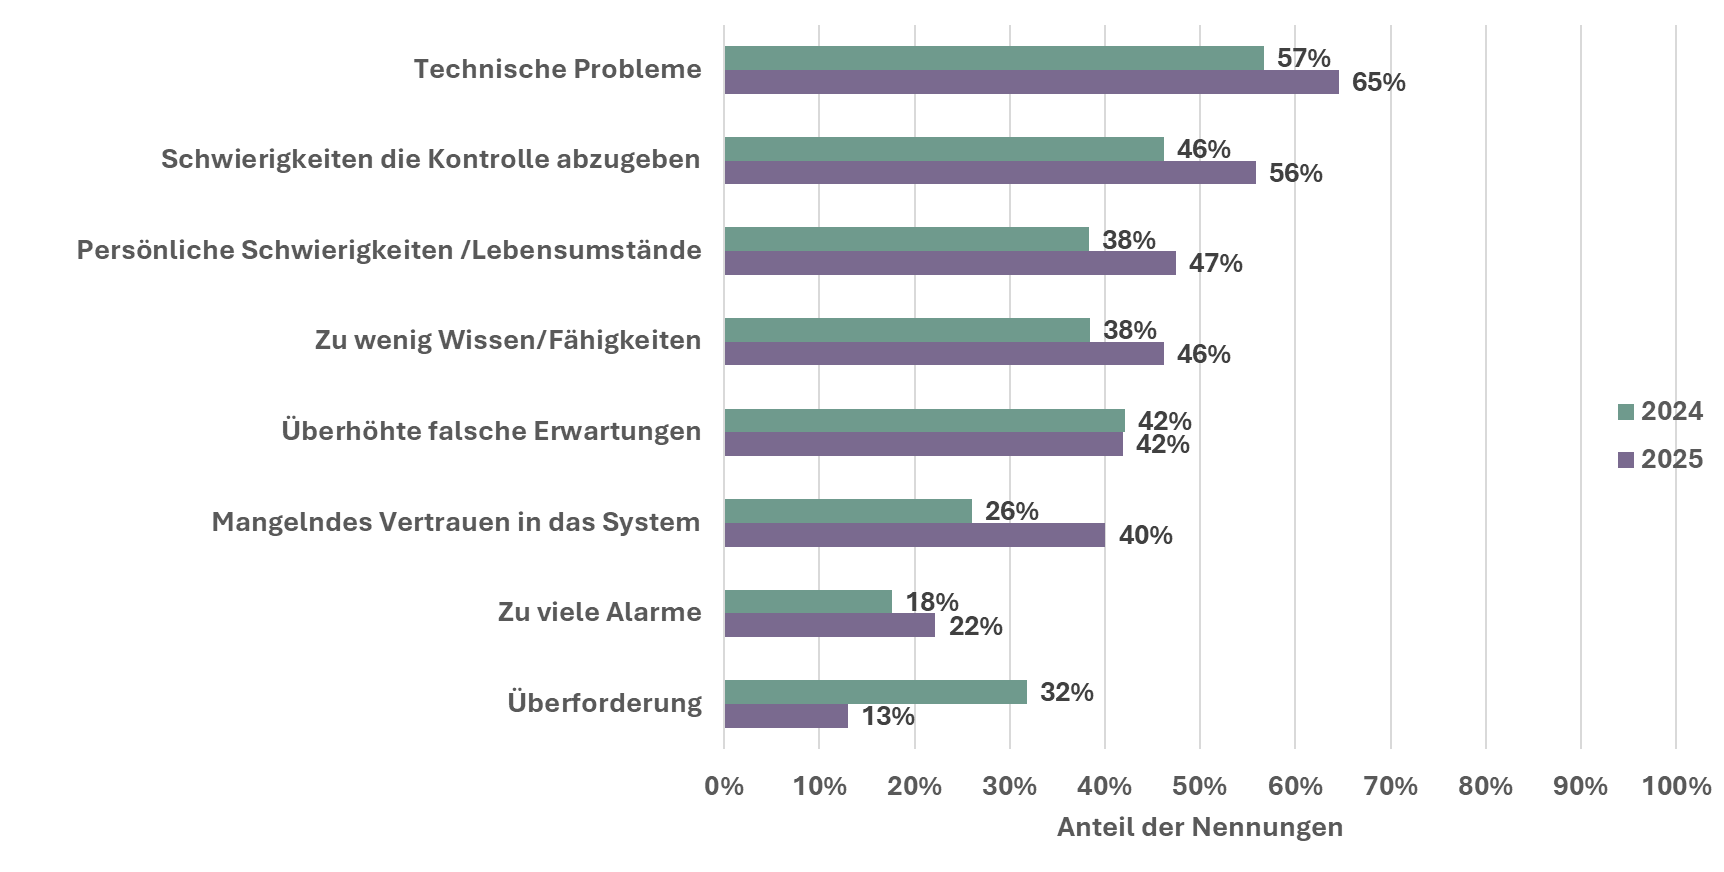 Technische Probleme
57%
65%
Schwierigkeiten die Kontrolle abzugeben
46%
56%
Persönliche Schwierigkeiten /Lebensumstände
38%
47%
Zu wenig Wissen/Fähigkeiten
38%
46%
Überhöhte falsche Erwartungen
42%
42%
Mangelndes Vertrauen in das System
26%
40%
Zu viele Alarme
18%
22%
Überforderung
32%
13%
2024
2025
0% 10% 20% 30% 40% 50% 60% 70% 80% 90% 100%
Anteil der Nennungen